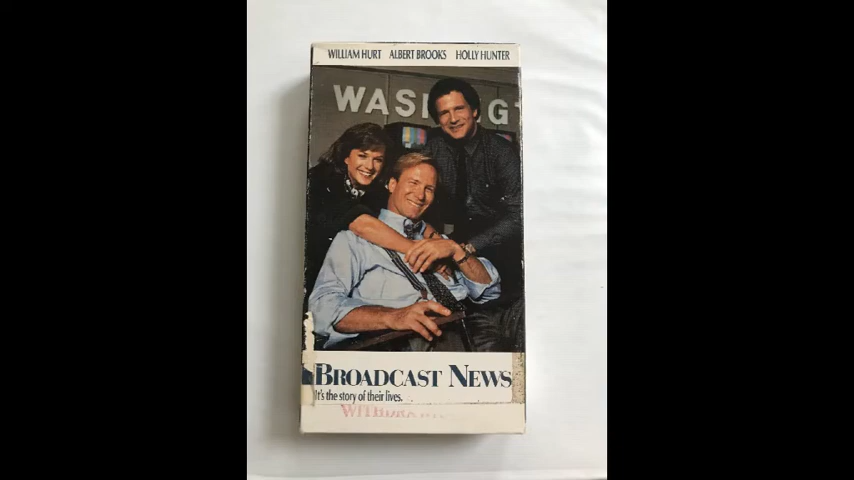 WILLIAM HURT ALBERT BROOKS HOLLY HUNTER
BROADCAST NEWS
It's the story of their lives.